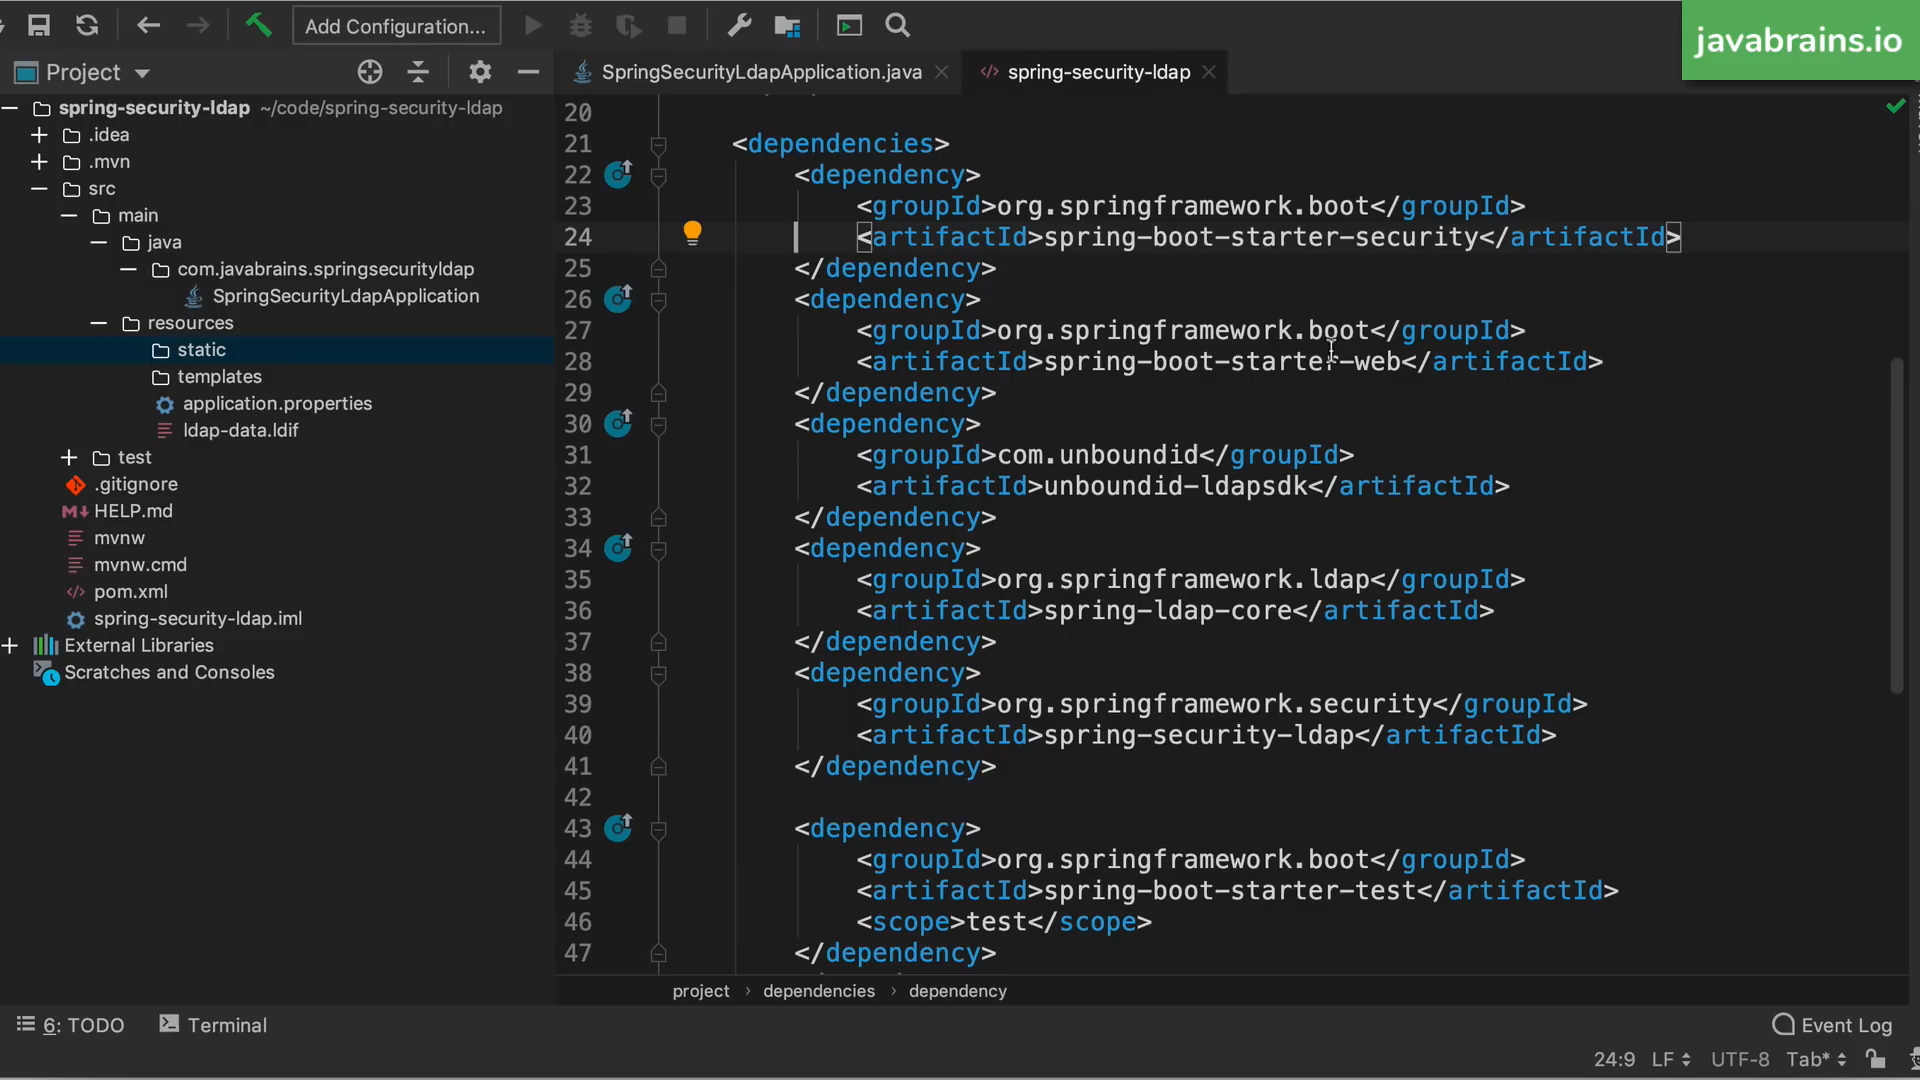 Add Configuration...
javabrains.io
Project
SpringSecurityLdapApplication.java
</> spring-security-ldap
spring-security-ldap ~/code/spring-security-ldap
.idea
.mvn
src
main
java
com.javabrains.springsecurityldap
SpringSecurityLdapApplication
resources
static
templates
application.properties
ldap-data.ldif
test
.gitignore
M↓ HELP.md
mvnw
mvnw.cmd
</> pom.xml
spring-security-ldap.iml
External Libraries
Scratches and Consoles
20
21 <dependencies>
22 <dependency>
23 <groupId>org.springframework.boot</groupId>
24 <artifactId>spring-boot-starter-security</artifactId>
25 </dependency>
26 <dependency>
27 <groupId>org.springframework.boot</groupId>
28 <artifactId>spring-boot-starter-web</artifactId>
29 </dependency>
30 <dependency>
31 <groupId>com.unboundid</groupId>
32 <artifactId>unboundid-ldapsdk</artifactId>
33 </dependency>
34 <dependency>
35 <groupId>org.springframework.ldap</groupId>
36 <artifactId>spring-ldap-core</artifactId>
37 </dependency>
38 <dependency>
39 <groupId>org.springframework.security</groupId>
40 <artifactId>spring-security-ldap</artifactId>
41 </dependency>
42
43 <dependency>
44 <groupId>org.springframework.boot</groupId>
45 <artifactId>spring-boot-starter-test</artifactId>
46 <scope>test</scope>
47 </dependency>
project › dependencies › dependency
6: TODO
Terminal
Event Log
24:9 LF UTF-8 Tab*